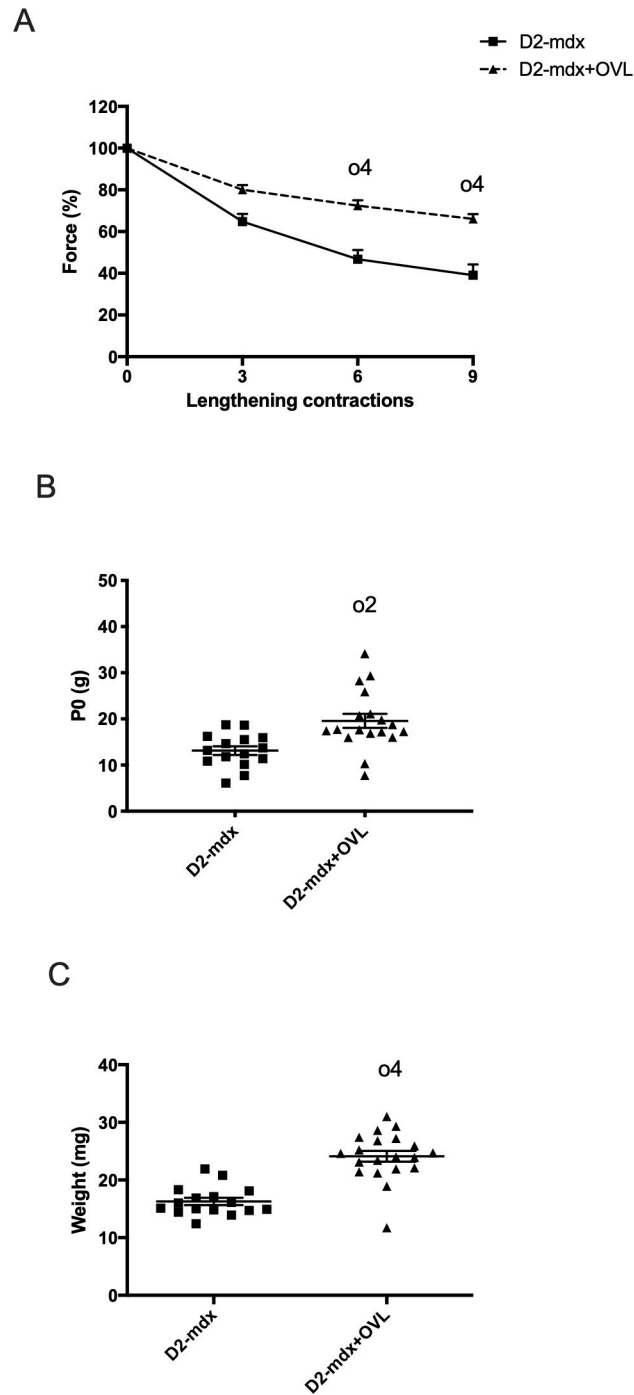 A
D2-mdx
D2-mdx+OVL
120
100
80
60
40
20
0
Force (%)
o4
o4
0 3 6 9
Lengthening contractions
B
50
40
30
20
10
0
P0 (g)
o2
D2-mdx
D2-mdx+OVL
C
40
30
20
10
0
Weight (mg)
o4
D2-mdx
D2-mdx+OVL